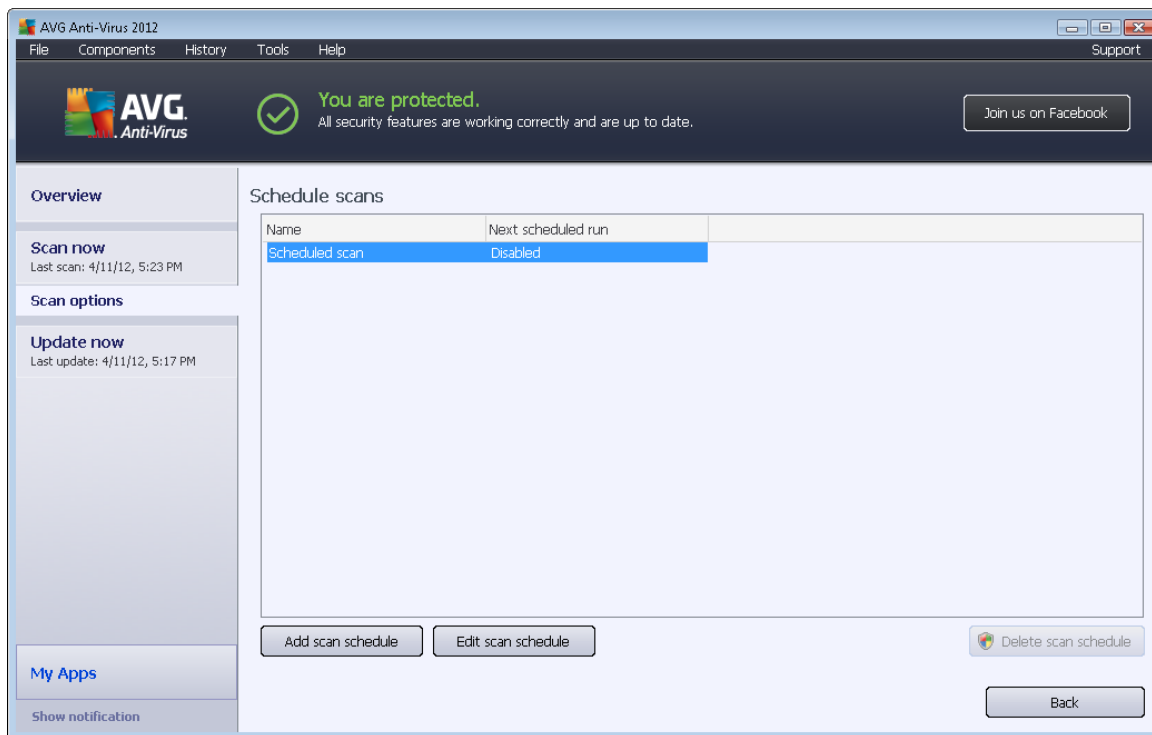 AVG Anti-Virus 2012
File Components History Tools Help Support
AVG.
Anti-Virus
You are protected.
All security features are working correctly and are up to date.
Join us on Facebook
Overview
Scan now
Last scan: 4/11/12, 5:23 PM
Scan options
Update now
Last update: 4/11/12, 5:17 PM
My Apps
Show notification
Schedule scans
Name Next scheduled run
Scheduled scan Disabled
Add scan schedule Edit scan schedule Delete scan schedule
Back